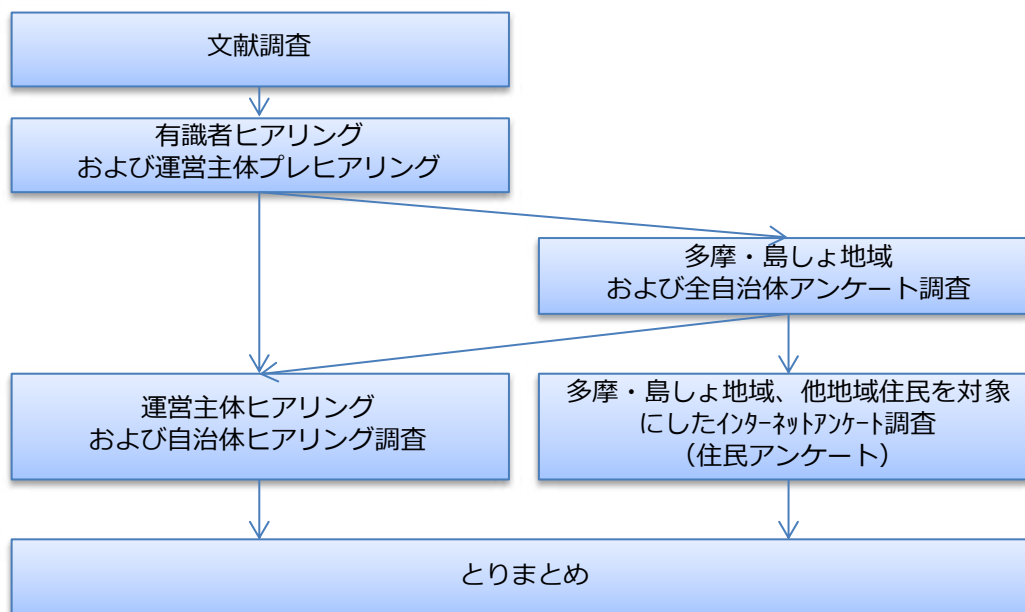 文献調査
有識者ヒアリング
および運営主体プレヒアリング
多摩・島しょ地域
および全自治体アンケート調査
運営主体ヒアリング
および自治体ヒアリング調査
多摩・島しょ地域、他地域住民を対象
にしたインターネットアンケート調査
（住民アンケート）
とりまとめ